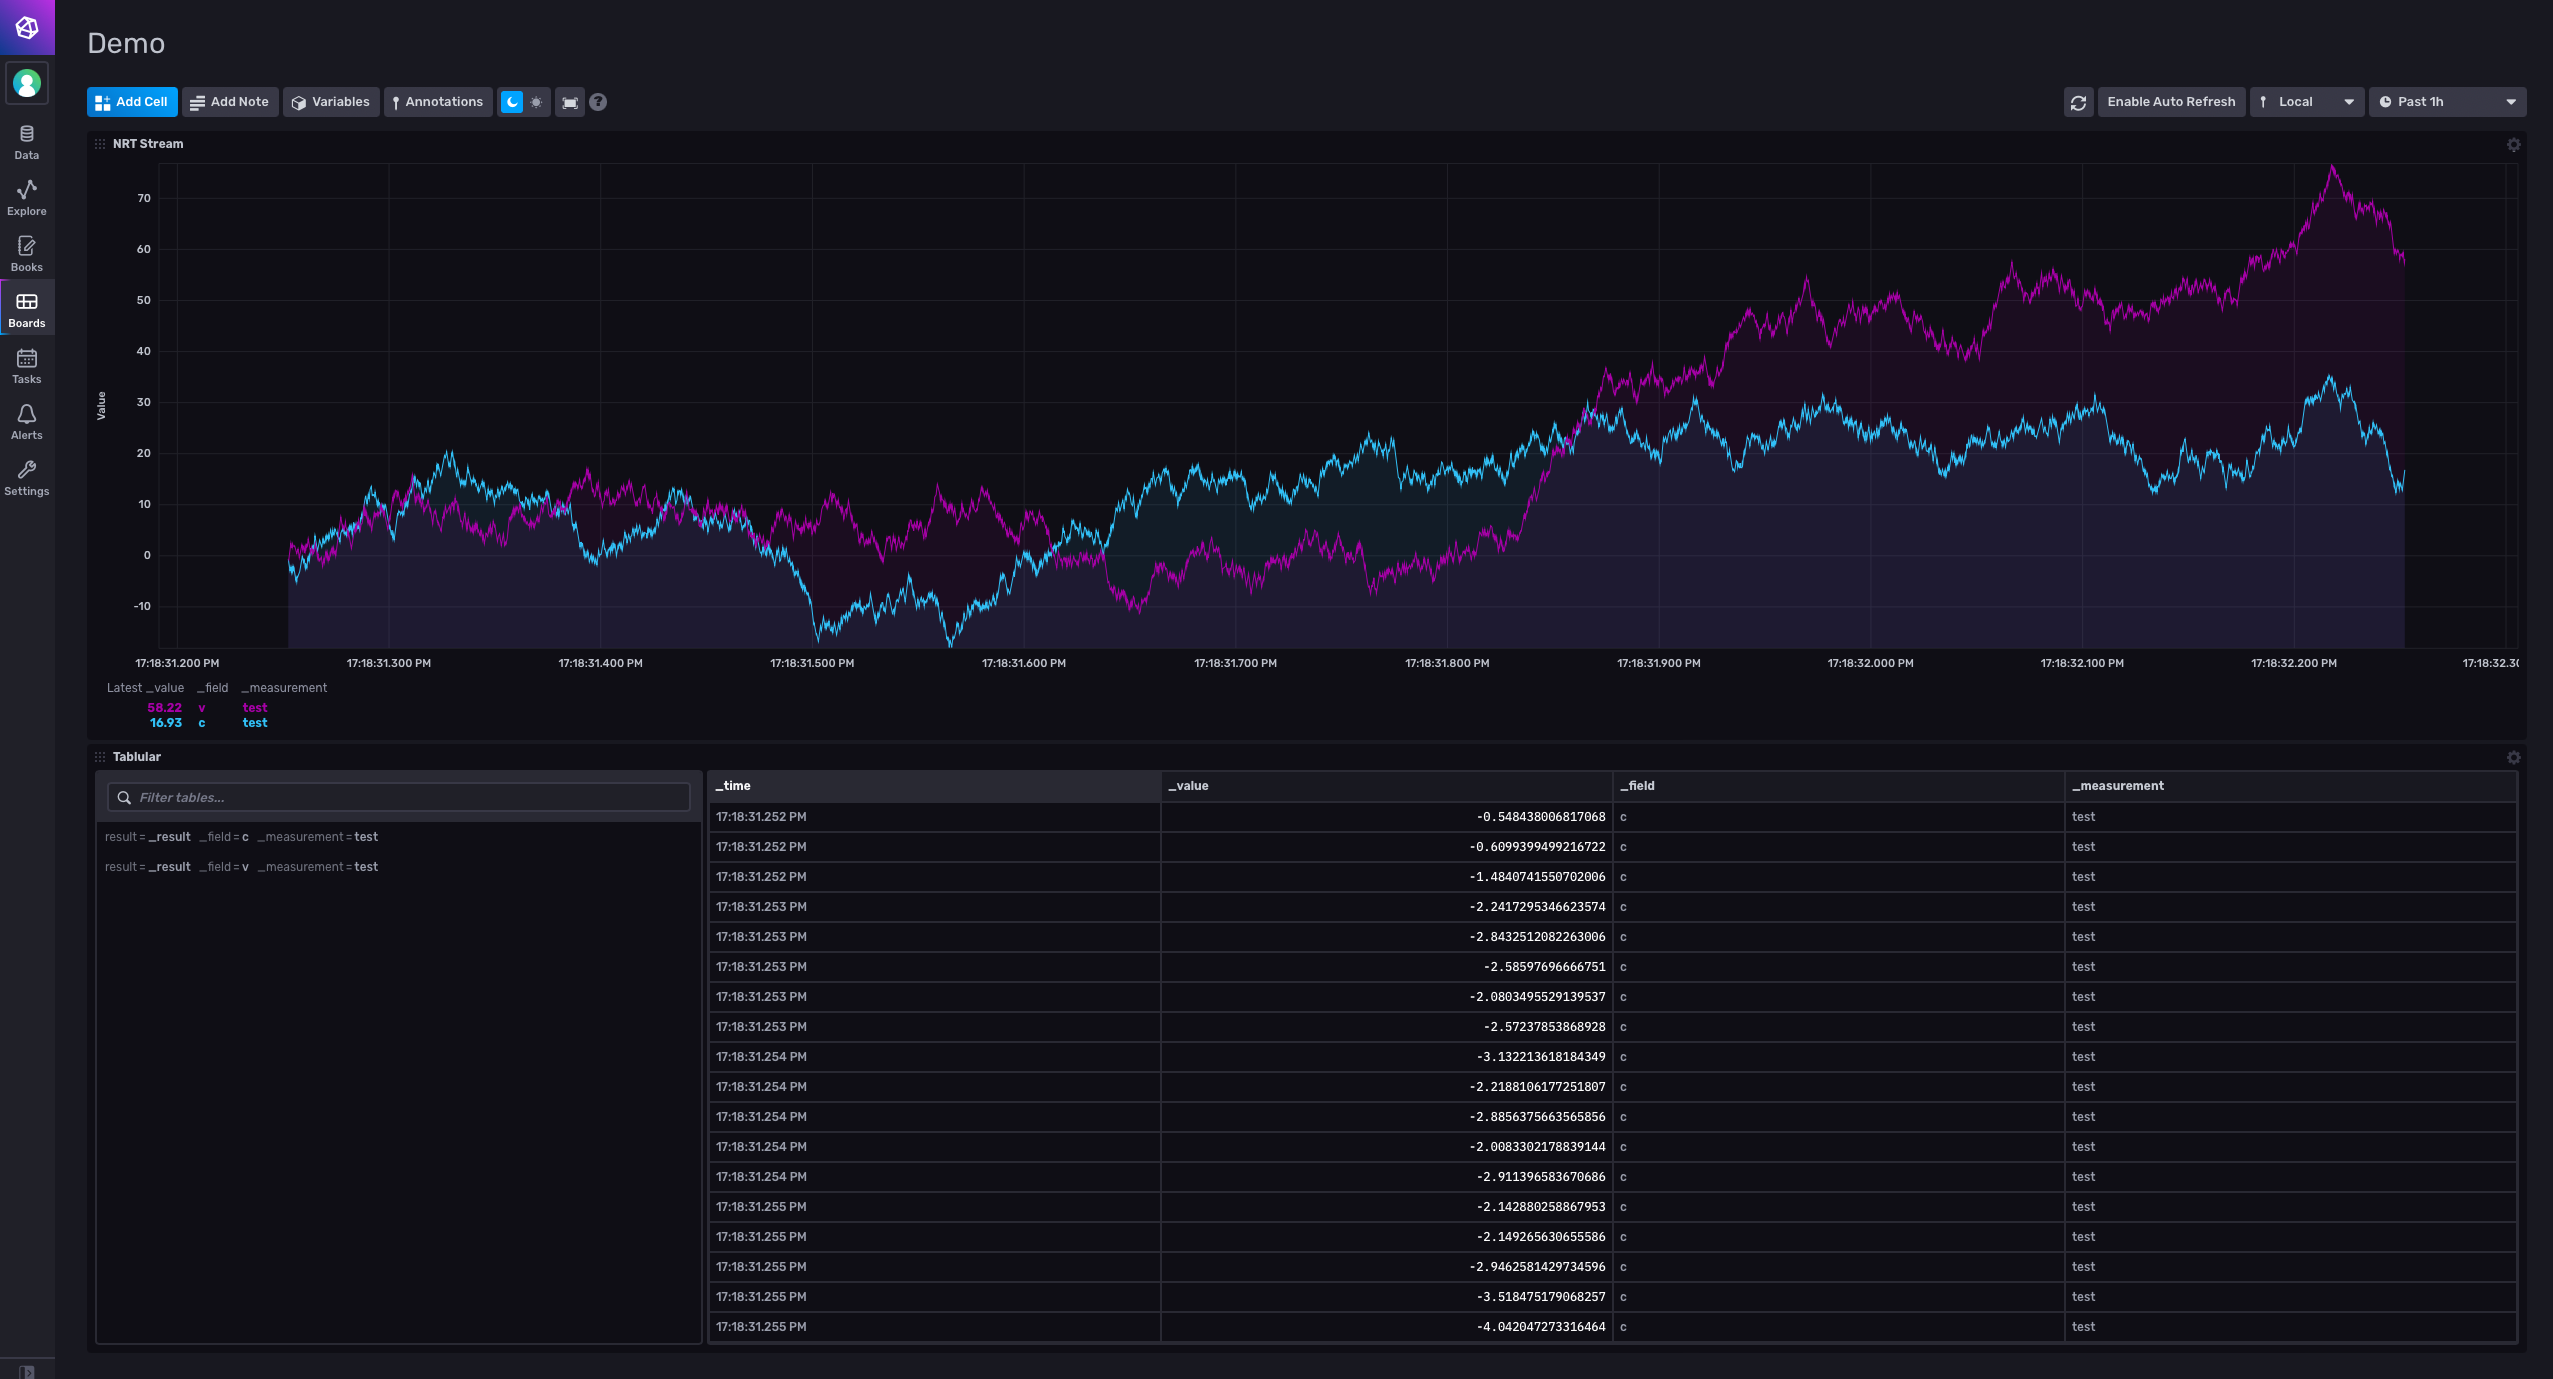 Demo
Add Cell Add Note Variables Annotations ? Enable Auto Refresh Local Past 1h
Data
Explore
Books
Boards
Tasks
Alerts
Settings
NRT Stream
70
60
50
40
30
20
10
0
-10
Value
17:18:31.200 PM 17:18:31.300 PM 17:18:31.400 PM 17:18:31.500 PM 17:18:31.600 PM 17:18:31.700 PM 17:18:31.800 PM 17:18:31.900 PM 17:18:32.000 PM 17:18:32.100 PM 17:18:32.200 PM 17:18:32.30
Latest _value _field _measurement
58.22 v test
16.93 c test
Tablular
Filter tables...
result = _result _field = c _measurement = test
result = _result _field = v _measurement = test
_time _value _field _measurement
17:18:31.252 PM -0.548438006817068 c test
17:18:31.252 PM -0.6099399499216722 c test
17:18:31.252 PM -1.4840741550702006 c test
17:18:31.253 PM -2.2417295346623574 c test
17:18:31.253 PM -2.8432512082263006 c test
17:18:31.253 PM -2.58597696666751 c test
17:18:31.253 PM -2.0803495529139537 c test
17:18:31.253 PM -2.57237853868928 c test
17:18:31.254 PM -3.132213618184349 c test
17:18:31.254 PM -2.2188106177251807 c test
17:18:31.254 PM -2.8856375663565856 c test
17:18:31.254 PM -2.0083302178839144 c test
17:18:31.254 PM -2.911396583670686 c test
17:18:31.255 PM -2.142880258867953 c test
17:18:31.255 PM -2.149265630655586 c test
17:18:31.255 PM -2.9462581429734596 c test
17:18:31.255 PM -3.518475179068257 c test
17:18:31.255 PM -4.042047273316464 c test